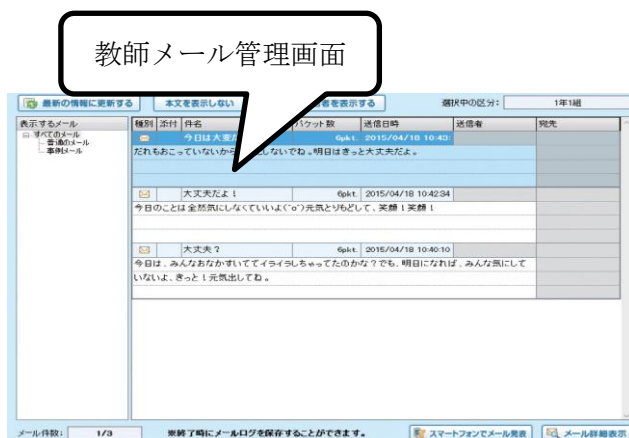 教師メール管理画面
最新の情報に更新する 本文を表示しない 者を表示する 選択中の区分： 1年1組
表示するメール 種別 添付 件名 パケット数 送信日時 送信者 宛先
すべてのメール
普通のメール
事例メール
今日は大変だ 6pkt. 2015/04/18 10:43:
だれもおこっていないから しないでね。明日はきっと大丈夫だよ。
大丈夫だよ！ 6pkt. 2015/04/18 10:42:34
今日のことは全然気にしなくていいよ(^o^)元気とりもどして、笑顔！笑顔！
大丈夫？ 6pkt. 2015/04/18 10:40:10
今日は、みんなおなかすいててイライラしちゃってたのかな？でも、明日になれば、みんな気にして
いないよ、きっと！元気出してね。
メール件数： 1/3 ※終了時にメールログを保存することができます。 スマートフォンでメール発表 メール詳細表示